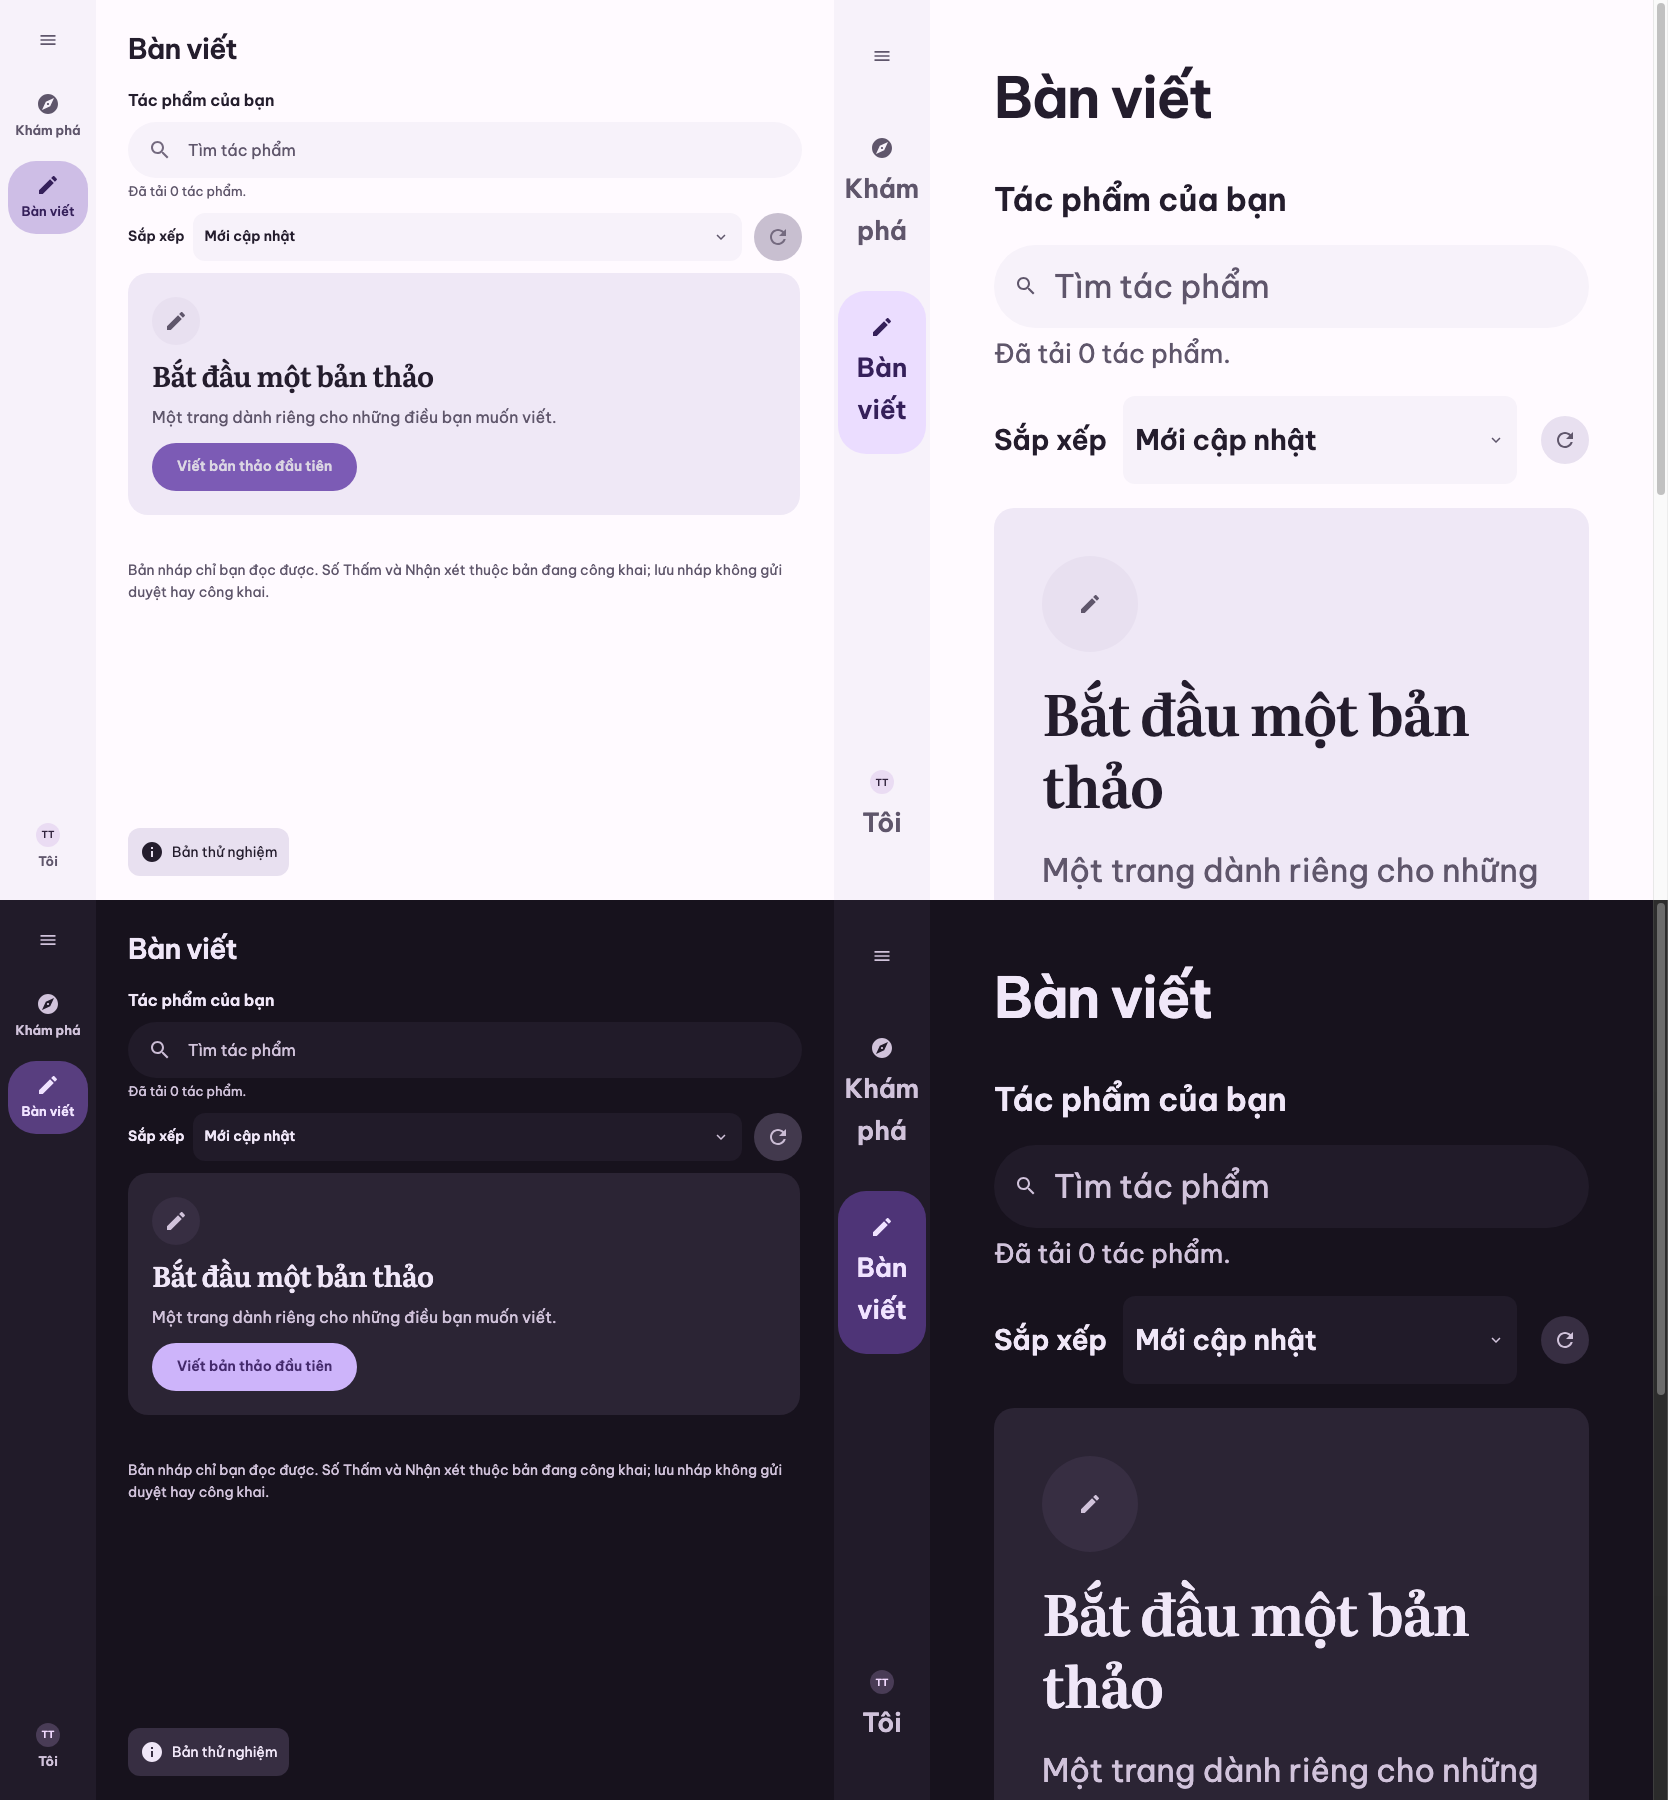 Khám phá
Bàn viết
TT
Tôi
Bàn viết
Tác phẩm của bạn
Tìm tác phẩm
Đã tải 0 tác phẩm.
Sắp xếp
Mới cập nhật
Bắt đầu một bản thảo
Một trang dành riêng cho những điều bạn muốn viết.
Viết bản thảo đầu tiên
Bản nháp chỉ bạn đọc được. Số Thấm và Nhận xét thuộc bản đang công khai; lưu nháp không gửi
duyệt hay công khai.
Bản thử nghiệm
Khám
phá
Bàn
viết
TT
Tôi
Bàn viết
Tác phẩm của bạn
Tìm tác phẩm
Đã tải 0 tác phẩm.
Sắp xếp
Mới cập nhật
Bắt đầu một bản
thảo
Một trang dành riêng cho những
Khám phá
Bàn viết
TT
Tôi
Bàn viết
Tác phẩm của bạn
Tìm tác phẩm
Đã tải 0 tác phẩm.
Sắp xếp
Mới cập nhật
Bắt đầu một bản thảo
Một trang dành riêng cho những điều bạn muốn viết.
Viết bản thảo đầu tiên
Bản nháp chỉ bạn đọc được. Số Thấm và Nhận xét thuộc bản đang công khai; lưu nháp không gửi
duyệt hay công khai.
Bản thử nghiệm
Khám
phá
Bàn
viết
TT
Tôi
Bàn viết
Tác phẩm của bạn
Tìm tác phẩm
Đã tải 0 tác phẩm.
Sắp xếp
Mới cập nhật
Bắt đầu một bản
thảo
Một trang dành riêng cho những